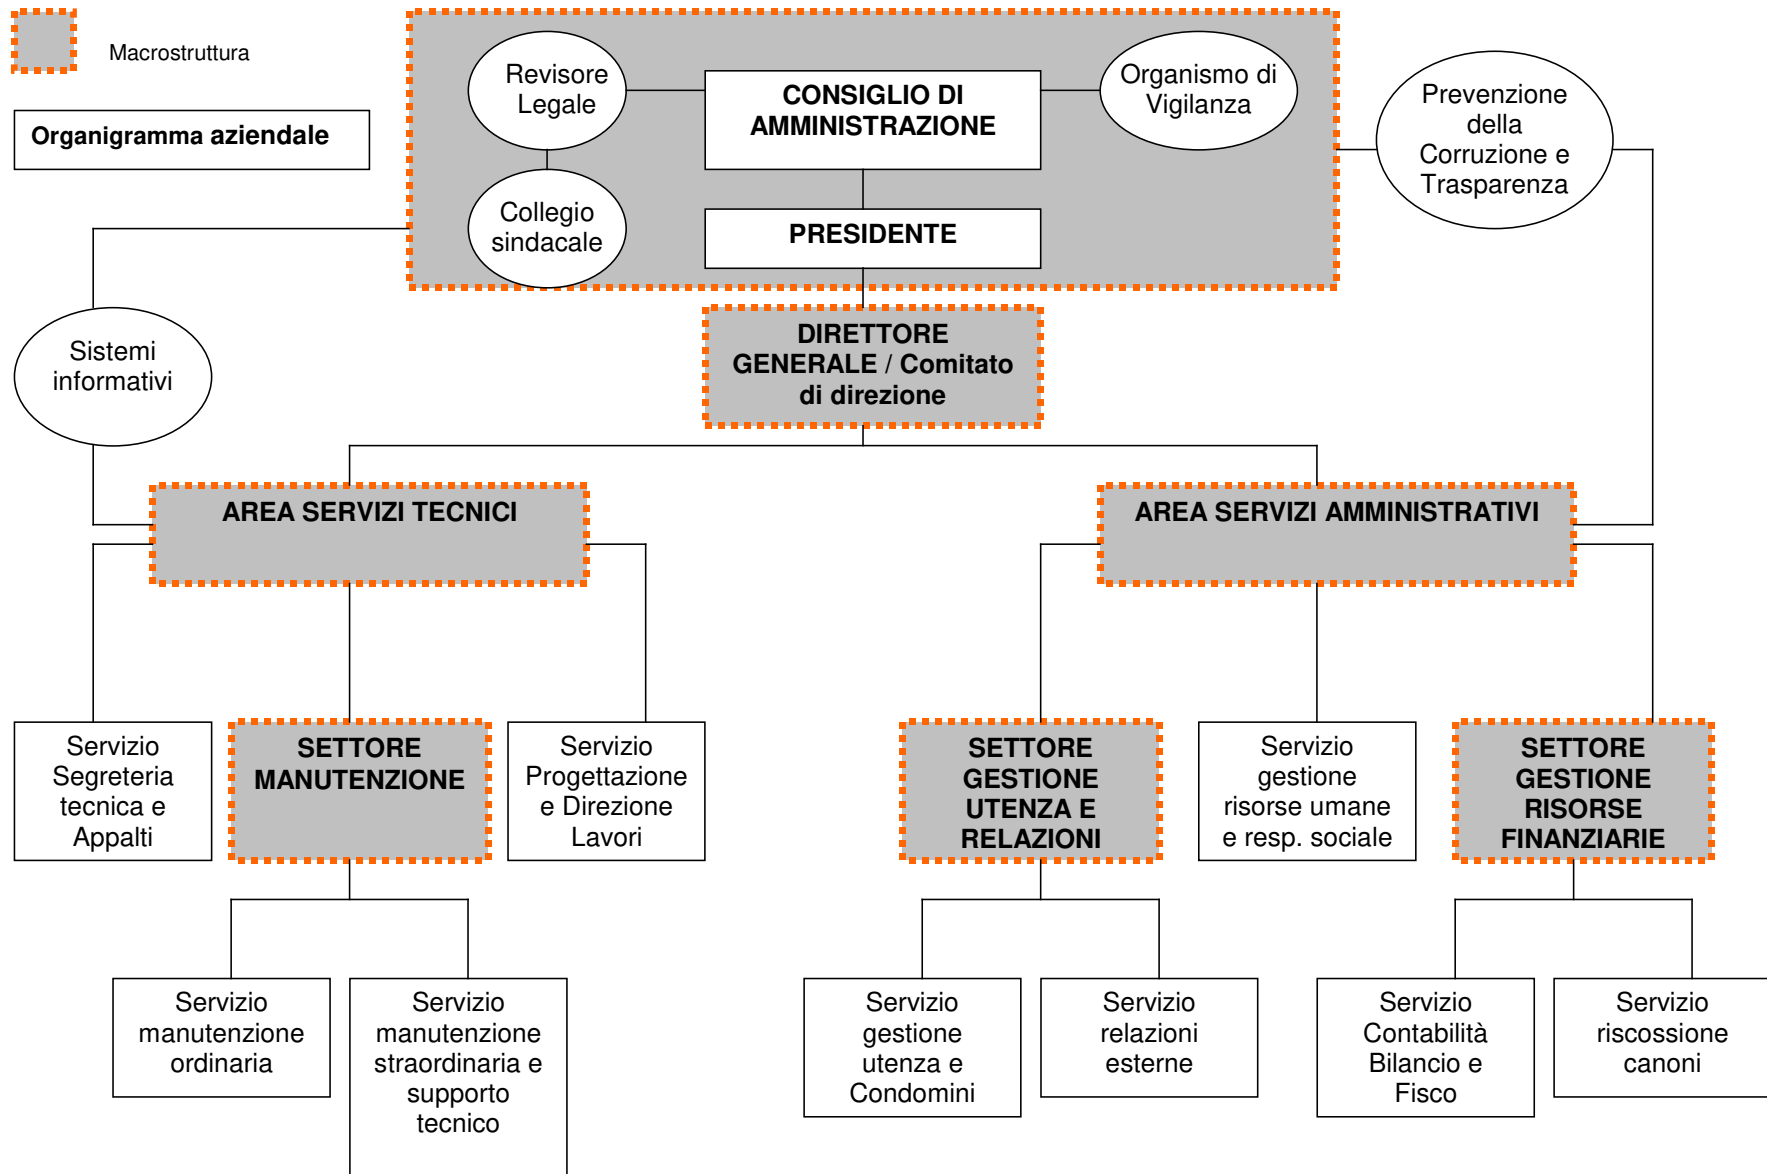 Macrostruttura
Organigramma aziendale
Revisore
Legale
CONSIGLIO DI
AMMINISTRAZIONE
Organismo di
Vigilanza
Prevenzione
della
Corruzione e
Trasparenza
Collegio
sindacale
PRESIDENTE
Sistemi
informativi
DIRETTORE
GENERALE / Comitato
di direzione
AREA SERVIZI TECNICI
AREA SERVIZI AMMINISTRATIVI
Servizio
Segreteria
tecnica e
Appalti
SETTORE
MANUTENZIONE
Servizio
Progettazione
e Direzione
Lavori
SETTORE
GESTIONE
UTENZA E
RELAZIONI
Servizio
gestione
risorse umane
e resp. sociale
SETTORE
GESTIONE
RISORSE
FINANZIARIE
Servizio
manutenzione
ordinaria
Servizio
manutenzione
straordinaria e
supporto
tecnico
Servizio
gestione
utenza e
Condomini
Servizio
relazioni
esterne
Servizio
Contabilità
Bilancio e
Fisco
Servizio
riscossione
canoni